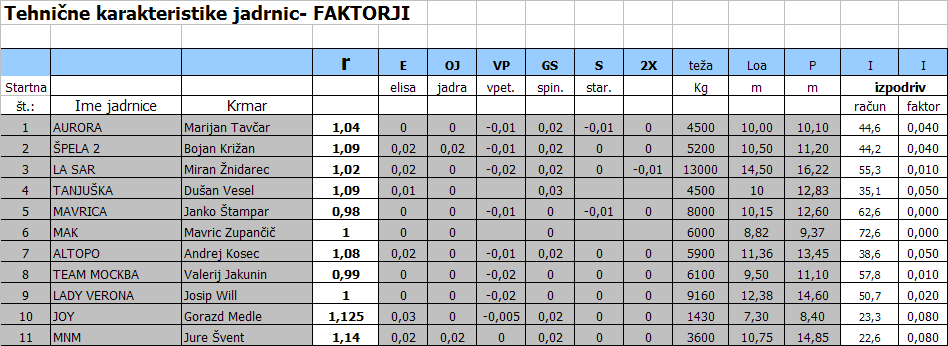 Tehnične karakteristike jadrnic- FAKTORJI
r E OJ VP GS S 2X teža Loa P I I
Startna elisa jadra vpet. spin. star. Kg m m izpodriv
št.: Ime jadrnice Krmar račun faktor
1 AURORA Marijan Tavčar 1,04 0 0 -0,01 0,02 -0,01 0 4500 10,00 10,10 44,6 0,040
2 ŠPELA 2 Bojan Križan 1,09 0,02 0,02 -0,01 0,02 0 0 5200 10,50 11,20 44,2 0,040
3 LA SAR Miran Žnidarec 1,02 0,02 0 -0,02 0,02 0 -0,01 13000 14,50 16,22 55,3 0,010
4 TANJUŠKA Dušan Vesel 1,09 0,01 0,03 4500 10 12,83 35,1 0,050
5 MAVRICA Janko Štampar 0,98 0 0 -0,01 0 -0,01 0 8000 10,15 12,60 62,6 0,000
6 MAK Mavric Zupančič 1 0 0 0 6000 8,82 9,37 72,6 0,000
7 ALTOPO Andrej Kosec 1,08 0,02 0 -0,01 0,02 0 0 5900 11,36 13,45 38,6 0,050
8 TEAM MOCKBA Valerij Jakunin 0,99 0 0 -0,02 0 0 0 6100 9,50 11,10 57,8 0,010
9 LADY VERONA Josip Will 1 0 0 -0,02 0 0 0 9160 12,38 14,60 50,7 0,020
10 JOY Gorazd Medle 1,125 0,03 0 -0,005 0,02 0 0 1430 7,30 8,40 23,3 0,080
11 MNM Jure Švent 1,14 0,02 0,02 0 0,02 0 0 3600 10,75 14,85 22,6 0,080